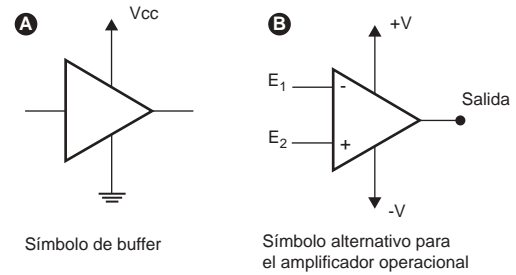 A
Vcc
Símbolo de buffer
B
+V
E1
-
Salida
E2
+
-V
Símbolo alternativo para
el amplificador operacional